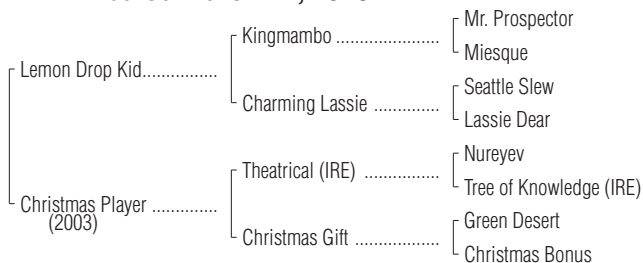 Mr. Prospector
Kingmambo ..................
Miesque
Lemon Drop Kid...............
Seattle Slew
Charming Lassie ..............
Lassie Dear
Nureyev
Theatrical (IRE) ...............
Tree of Knowledge (IRE)
Christmas Player .............
(2003)
Green Desert
Christmas Gift .................
Christmas Bonus